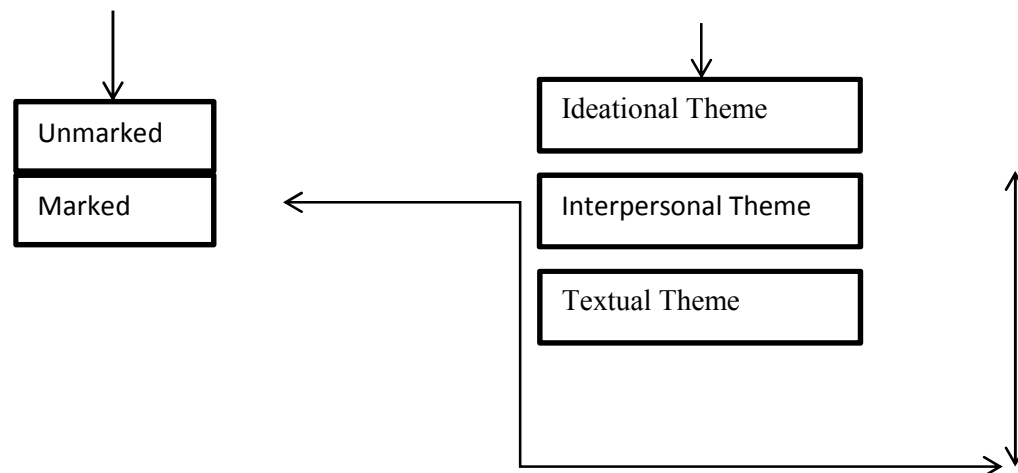 Unmarked
Marked
Ideational Theme
Interpersonal Theme
Textual Theme